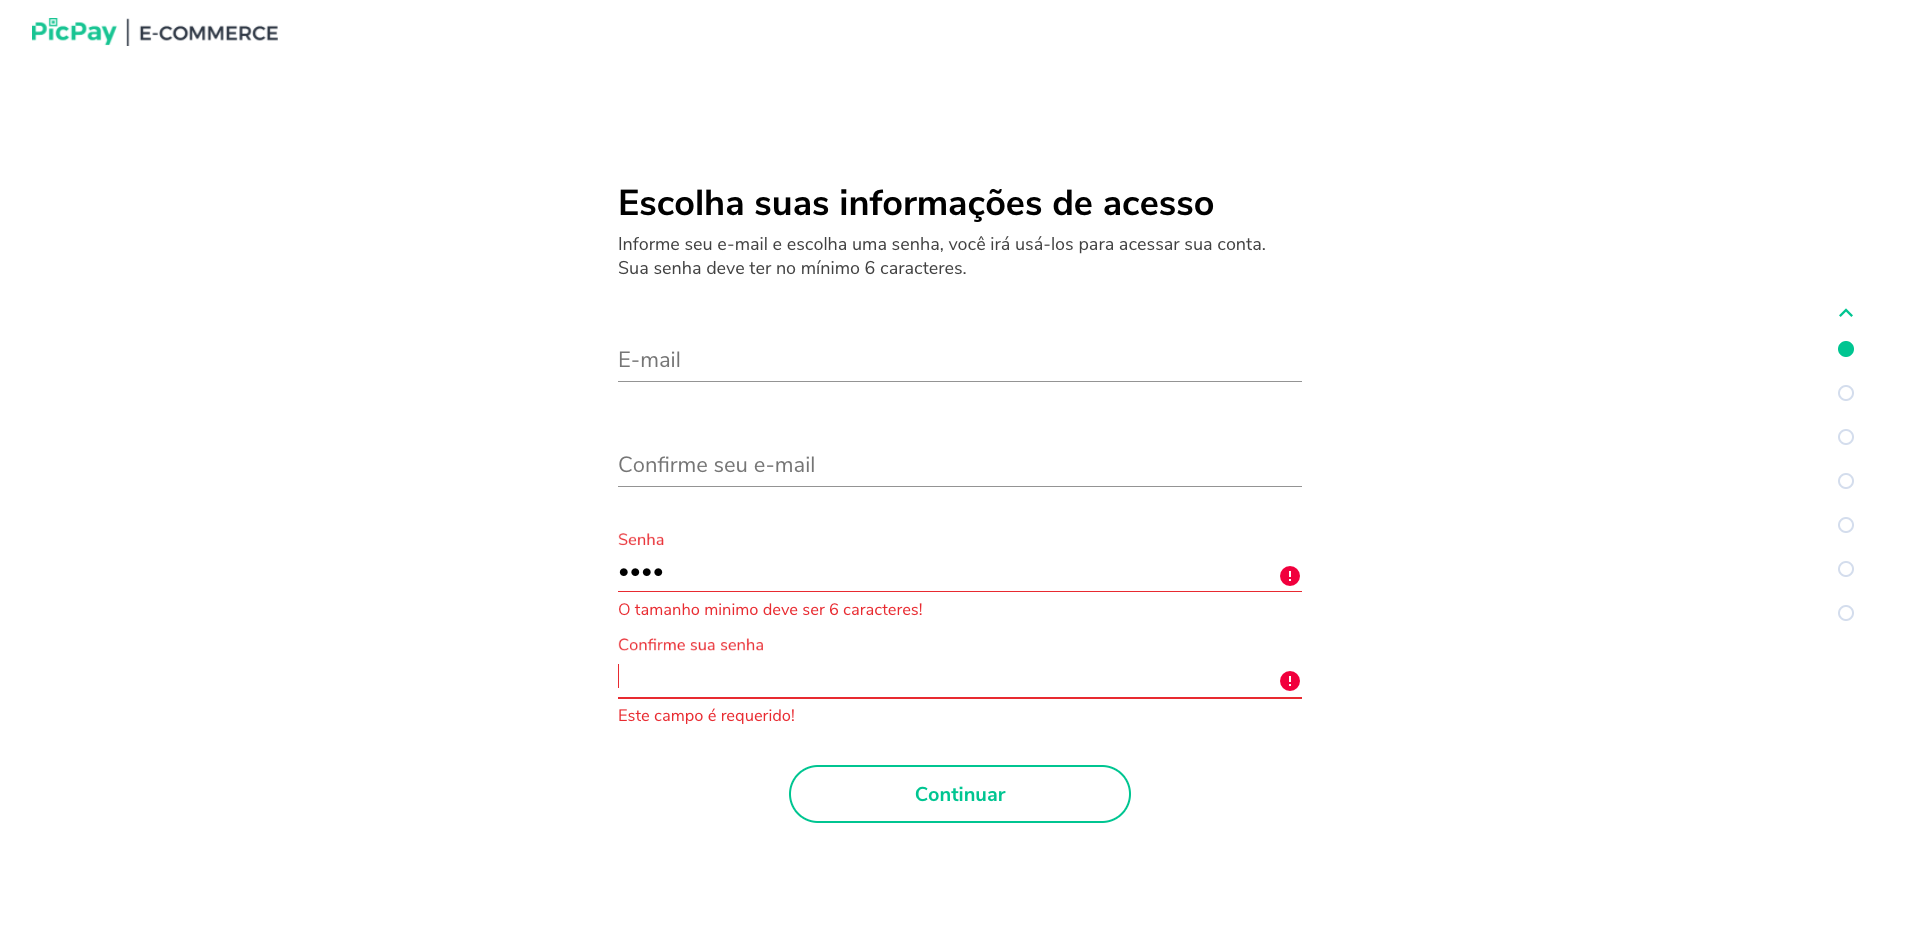 PicPay | E-COMMERCE
Escolha suas informações de acesso
Informe seu e-mail e escolha uma senha, você irá usá-los para acessar sua conta.
Sua senha deve ter no mínimo 6 caracteres.
E-mail
Confirme seu e-mail
Senha
••••
O tamanho minimo deve ser 6 caracteres!
Confirme sua senha
Este campo é requerido!
Continuar